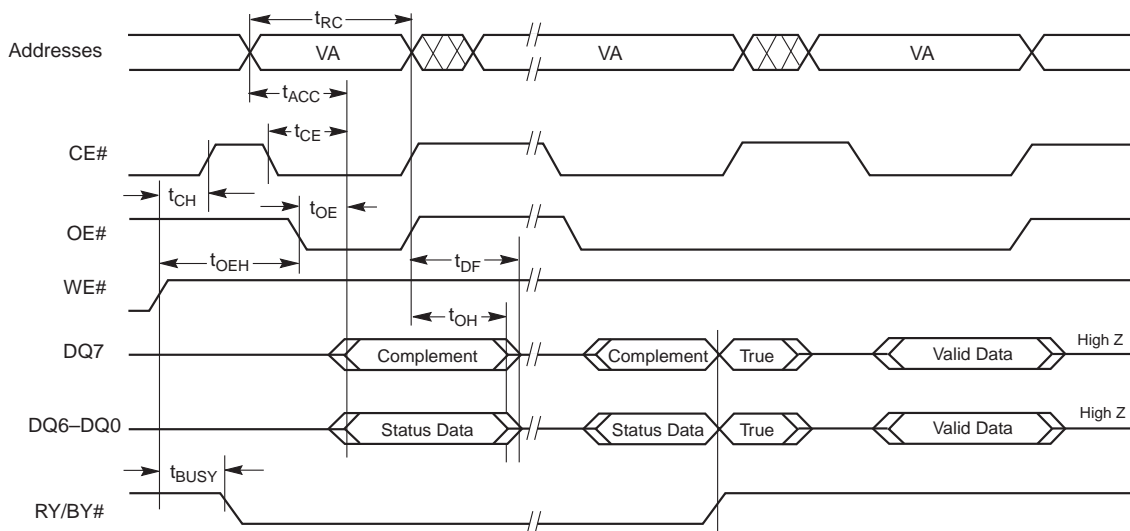 tRC
Addresses VA VA VA
tACC
tCE
CE#
tCH tOE
OE#
tOEH tDF
WE#
tOH
DQ7 Complement Complement True Valid Data High Z
DQ6–DQ0 Status Data Status Data True Valid Data High Z
tBUSY
RY/BY#